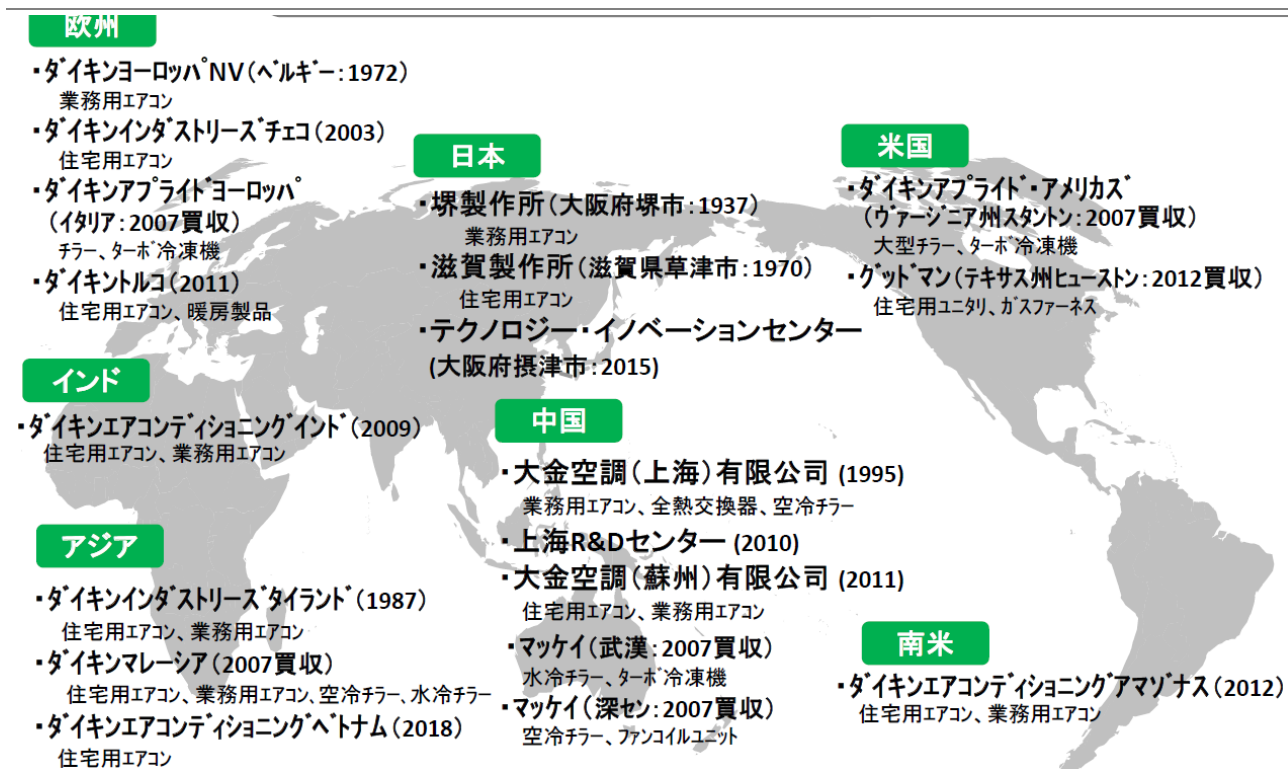 欧州
・ﾀﾞｲｷﾝﾖｰﾛｯﾊﾟNV(ﾍﾞﾙｷﾞｰ:1972)
業務用ｴｱｺﾝ
・ﾀﾞｲｷﾝｲﾝﾀﾞｽﾄﾘｰｽﾞﾁｪｺ(2003)
住宅用ｴｱｺﾝ
・ﾀﾞｲｷﾝｱﾌﾟﾗｲﾄﾞﾖｰﾛｯﾊﾟ
(ｲﾀﾘｱ:2007買収)
ﾁﾗｰ、ﾀｰﾎﾞ冷凍機
・ﾀﾞｲｷﾝﾄﾙｺ(2011)
住宅用ｴｱｺﾝ、暖房製品
日本
・堺製作所(大阪府堺市:1937)
業務用ｴｱｺﾝ
・滋賀製作所(滋賀県草津市:1970)
住宅用ｴｱｺﾝ
・テクノロジー・イノベーションセンター
(大阪府摂津市:2015)
米国
・ﾀﾞｲｷﾝｱﾌﾟﾗｲﾄﾞ・ｱﾒﾘｶｽﾞ
(ｳﾞｧｰｼﾞﾆｱ州ｽﾀﾝﾄﾝ:2007買収)
大型ﾁﾗｰ、ﾀｰﾎﾞ冷凍機
・ｸﾞｯﾄﾞﾏﾝ(ﾃｷｻｽ州ﾋｭｰｽﾄﾝ:2012買収)
住宅用ﾕﾆﾀﾘ、ｶﾞｽﾌｧｰﾈｽ
インド
・ﾀﾞｲｷﾝｴｱｺﾝﾃﾞｨｼｮﾆﾝｸﾞｲﾝﾄﾞ(2009)
住宅用ｴｱｺﾝ、業務用ｴｱｺﾝ
中国
・大金空調(上海)有限公司 (1995)
業務用ｴｱｺﾝ、全熱交換器、空冷ﾁﾗｰ
・上海R&Dセンター (2010)
・大金空調(蘇州)有限公司 (2011)
住宅用ｴｱｺﾝ、業務用ｴｱｺﾝ
・ﾏｯｹｲ(武漢:2007買収)
水冷ﾁﾗｰ、ﾀｰﾎﾞ冷凍機
・ﾏｯｹｲ(深セン:2007買収)
空冷ﾁﾗｰ、ﾌｧﾝｺｲﾙﾕﾆｯﾄ
アジア
・ﾀﾞｲｷﾝｲﾝﾀﾞｽﾄﾘｰｽﾞﾀｲﾗﾝﾄﾞ(1987)
住宅用ｴｱｺﾝ、業務用ｴｱｺﾝ
・ﾀﾞｲｷﾝﾏﾚｰｼｱ(2007買収)
住宅用ｴｱｺﾝ、業務用ｴｱｺﾝ､空冷ﾁﾗｰ、水冷ﾁﾗｰ
・ﾀﾞｲｷﾝｴｱｺﾝﾃﾞｨｼｮﾆﾝｸﾞﾍﾞﾄﾅﾑ(2018)
住宅用ｴｱｺﾝ
南米
・ﾀﾞｲｷﾝｴｱｺﾝﾃﾞｨｼｮﾆﾝｸﾞｱﾏｿﾞﾅｽ(2012)
住宅用ｴｱｺﾝ、業務用ｴｱｺﾝ